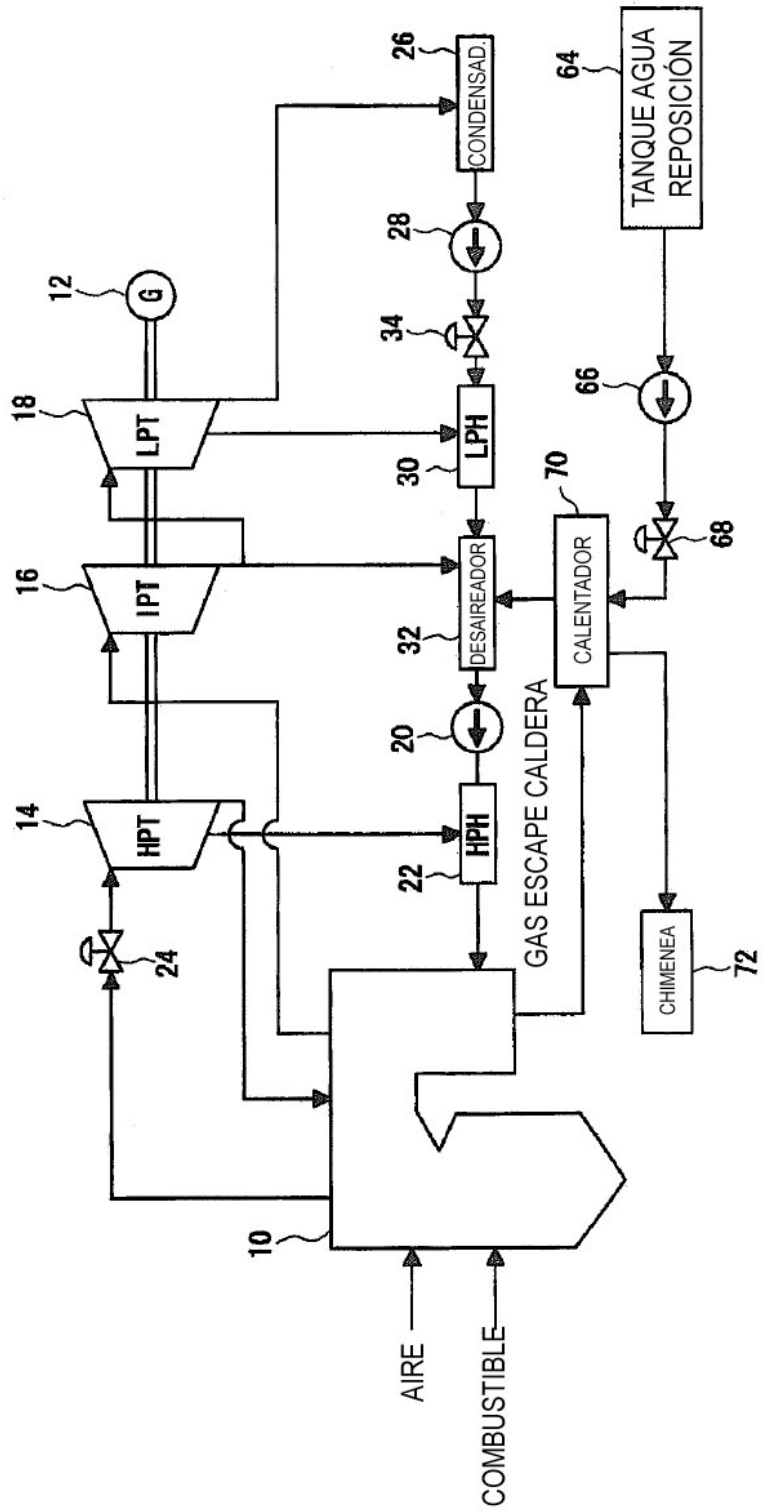 12
G
18
LPT
16
IPT
14
HPT
24
26
CONDENSAD.
28
34
LPH
30
DESAIREADOR
32
20
HPH
22
64
TANQUE AGUA
REPOSICIÓN
66
68
70
CALENTADOR
GAS ESCAPE CALDERA
CHIMENEA
72
10
AIRE
COMBUSTIBLE